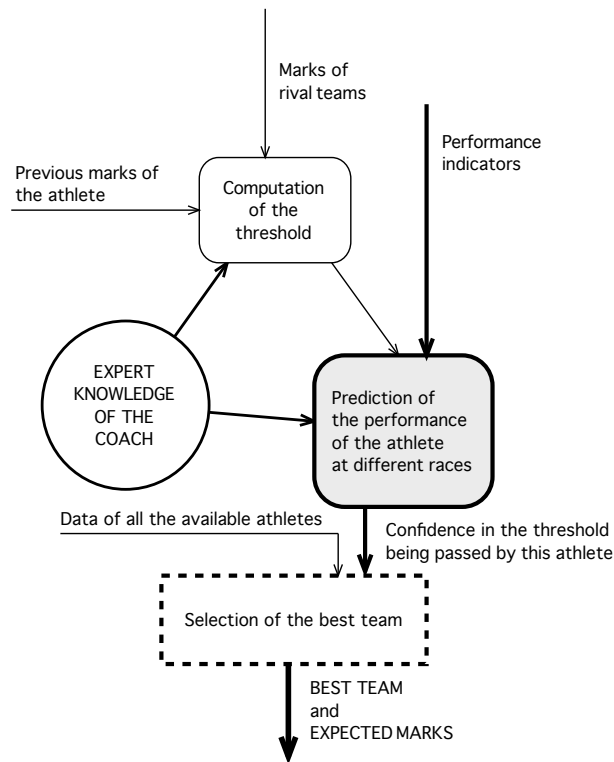 Marks of
rival teams
Performance
indicators
Previous marks of
the athlete
Computation
of the
threshold
EXPERT
KNOWLEDGE
OF THE
COACH
Prediction of
the performance
of the athlete
at different races
Data of all the available athletes
Confidence in the threshold
being passed by this athlete
Selection of the best team
BEST TEAM
and
EXPECTED MARKS